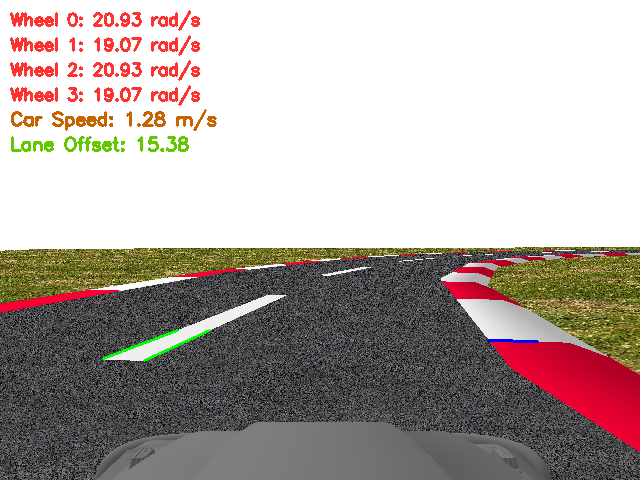 Wheel 0: 20.93 rad/s
Wheel 1: 19.07 rad/s
Wheel 2: 20.93 rad/s
Wheel 3: 19.07 rad/s
Car Speed: 1.28 m/s
Lane Offset: 15.38